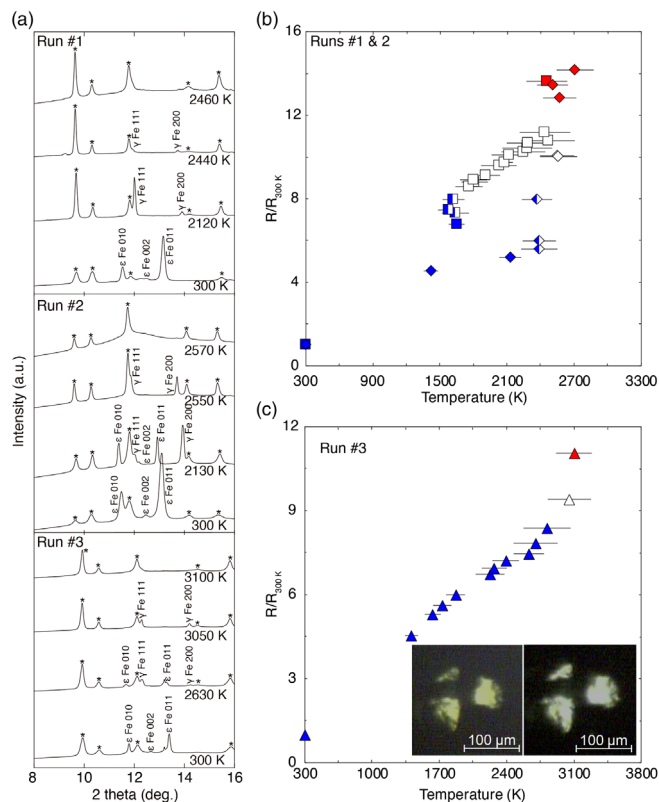 (a)
Run #1
2460 K
γ Fe 111
γ Fe 200
2440 K
γ Fe 111
γ Fe 200
2120 K
ε Fe 010
ε Fe 002
ε Fe 011
300 K
Run #2
2570 K
γ Fe 111
γ Fe 200
2550 K
ε Fe 010
γ Fe 111
ε Fe 002
ε Fe 011
γ Fe 200
2130 K
ε Fe 010
ε Fe 002
ε Fe 011
300 K
Run #3
3100 K
γ Fe 111
γ Fe 200
3050 K
ε Fe 010
γ Fe 111
ε Fe 011
γ Fe 200
2630 K
ε Fe 010
ε Fe 002
ε Fe 011
300 K
8 10 12 14 16
2 theta (deg.)
Intensity (a.u.)
(b)
Runs #1 & 2
16
12
8
4
0
R/R300 K
300 900 1500 2100 2700 3300
Temperature (K)
(c)
Run #3
12
9
6
3
0
R/R300 K
100 µm
100 µm
300 1000 1700 2400 3100 3800
Temperature (K)